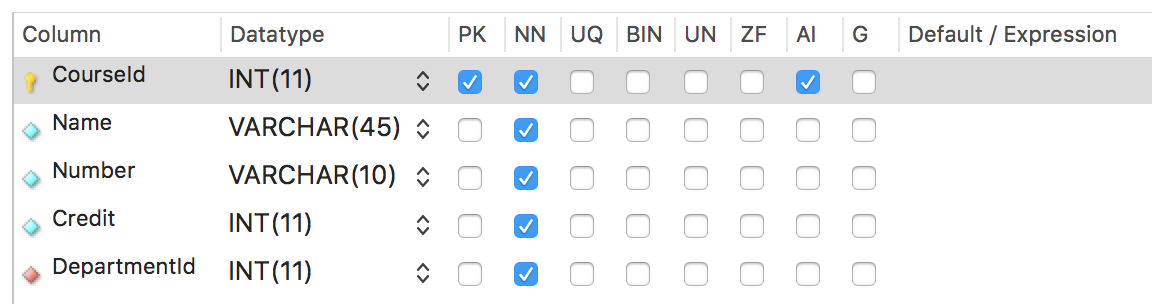 Column Datatype PK NN UQ BIN UN ZF AI G Default / Expression
CourseId INT(11)
Name VARCHAR(45)
Number VARCHAR(10)
Credit INT(11)
DepartmentId INT(11)